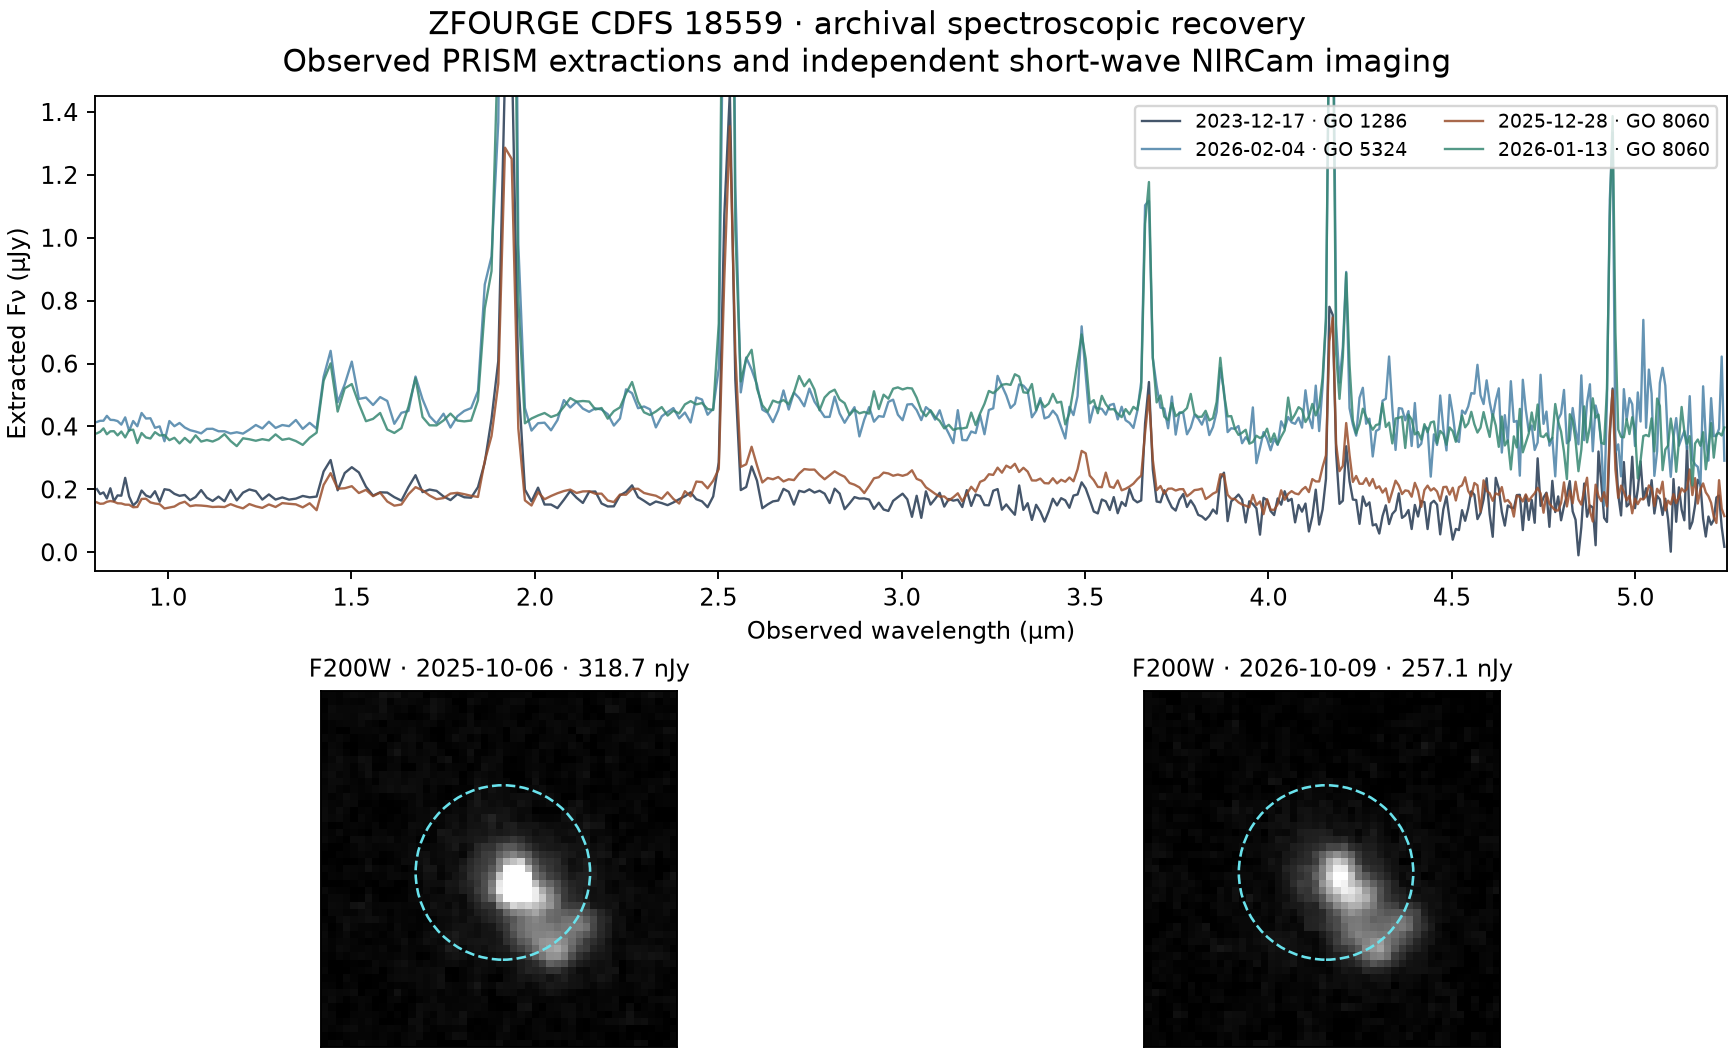 ZFOURGE CDFS 18559 · archival spectroscopic recovery
Observed PRISM extractions and independent short-wave NIRCam imaging
2023-12-17 · GO 1286
2026-02-04 · GO 5324
2025-12-28 · GO 8060
2026-01-13 · GO 8060
Extracted Fν (μJy)
1.4
1.2
1.0
0.8
0.6
0.4
0.2
0.0
1.0 1.5 2.0 2.5 3.0 3.5 4.0 4.5 5.0
Observed wavelength (μm)
F200W · 2025-10-06 · 318.7 nJy
F200W · 2026-10-09 · 257.1 nJy